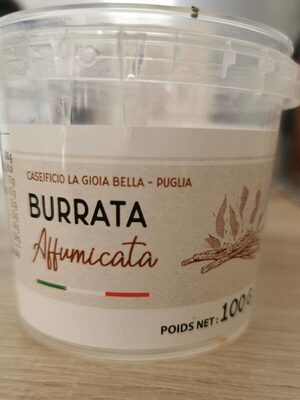 CASEIFICIO LA GIOIA BELLA - PUGLIA
BURRATA
Affumicata
POIDS NET : 100 G